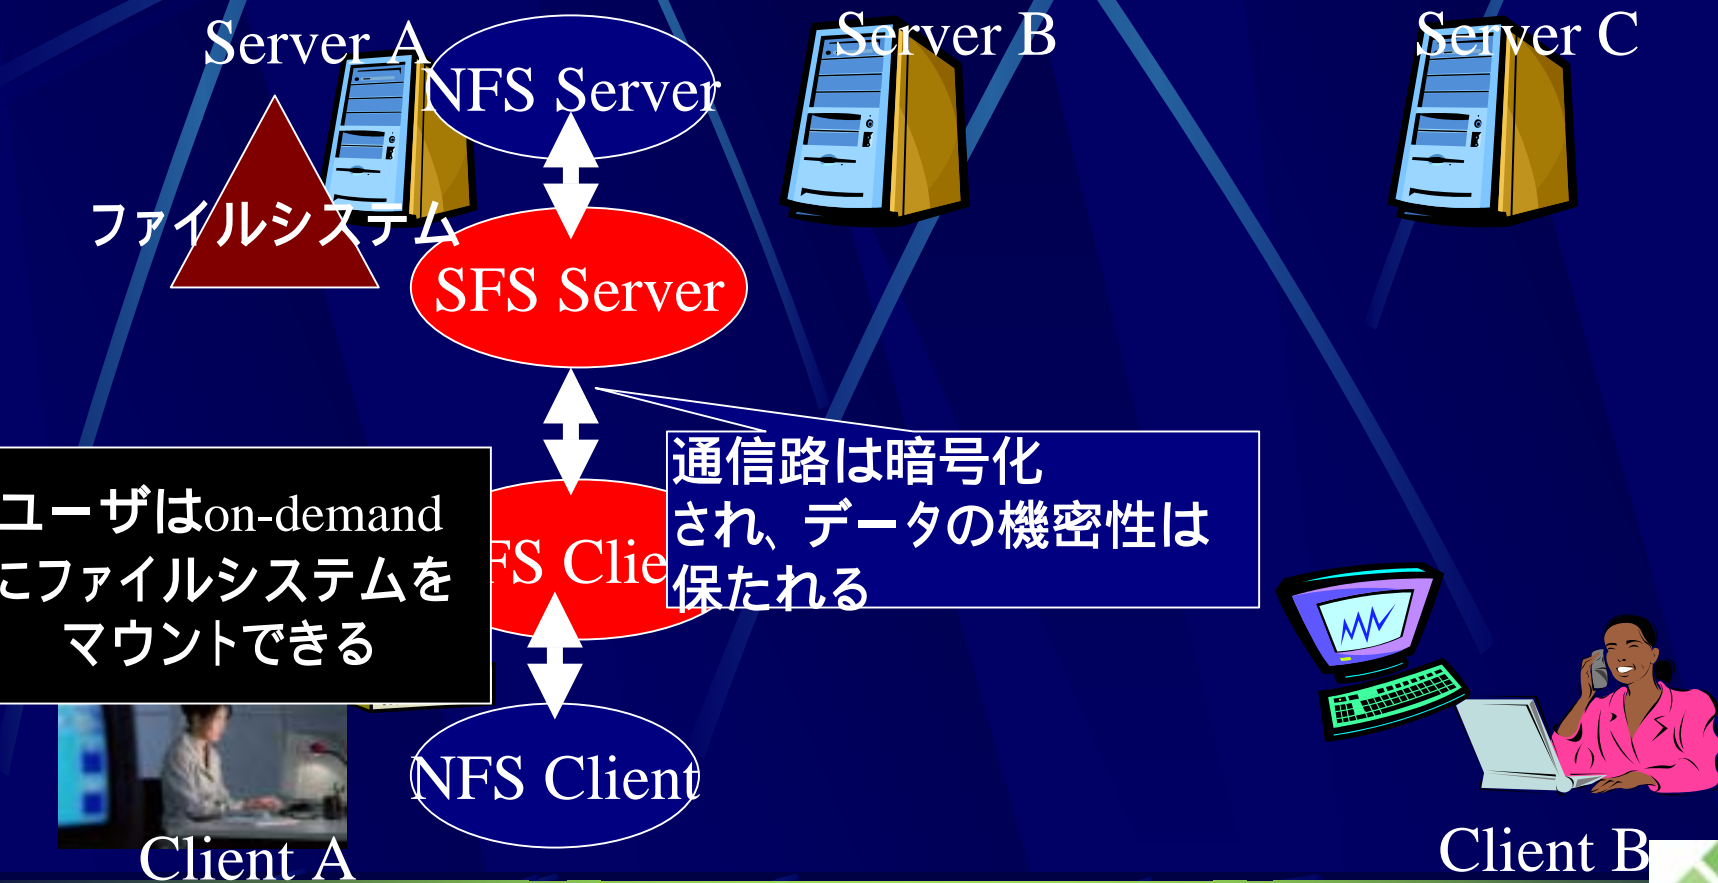 Server A
Server B
Server C
NFS Server
ファイルシステム
SFS Server
通信路は暗号化
され、データの機密性は
保たれる
ユーザはon-demand
にファイルシステムを
マウントできる
FS Clie
NFS Client
Client A
Client B